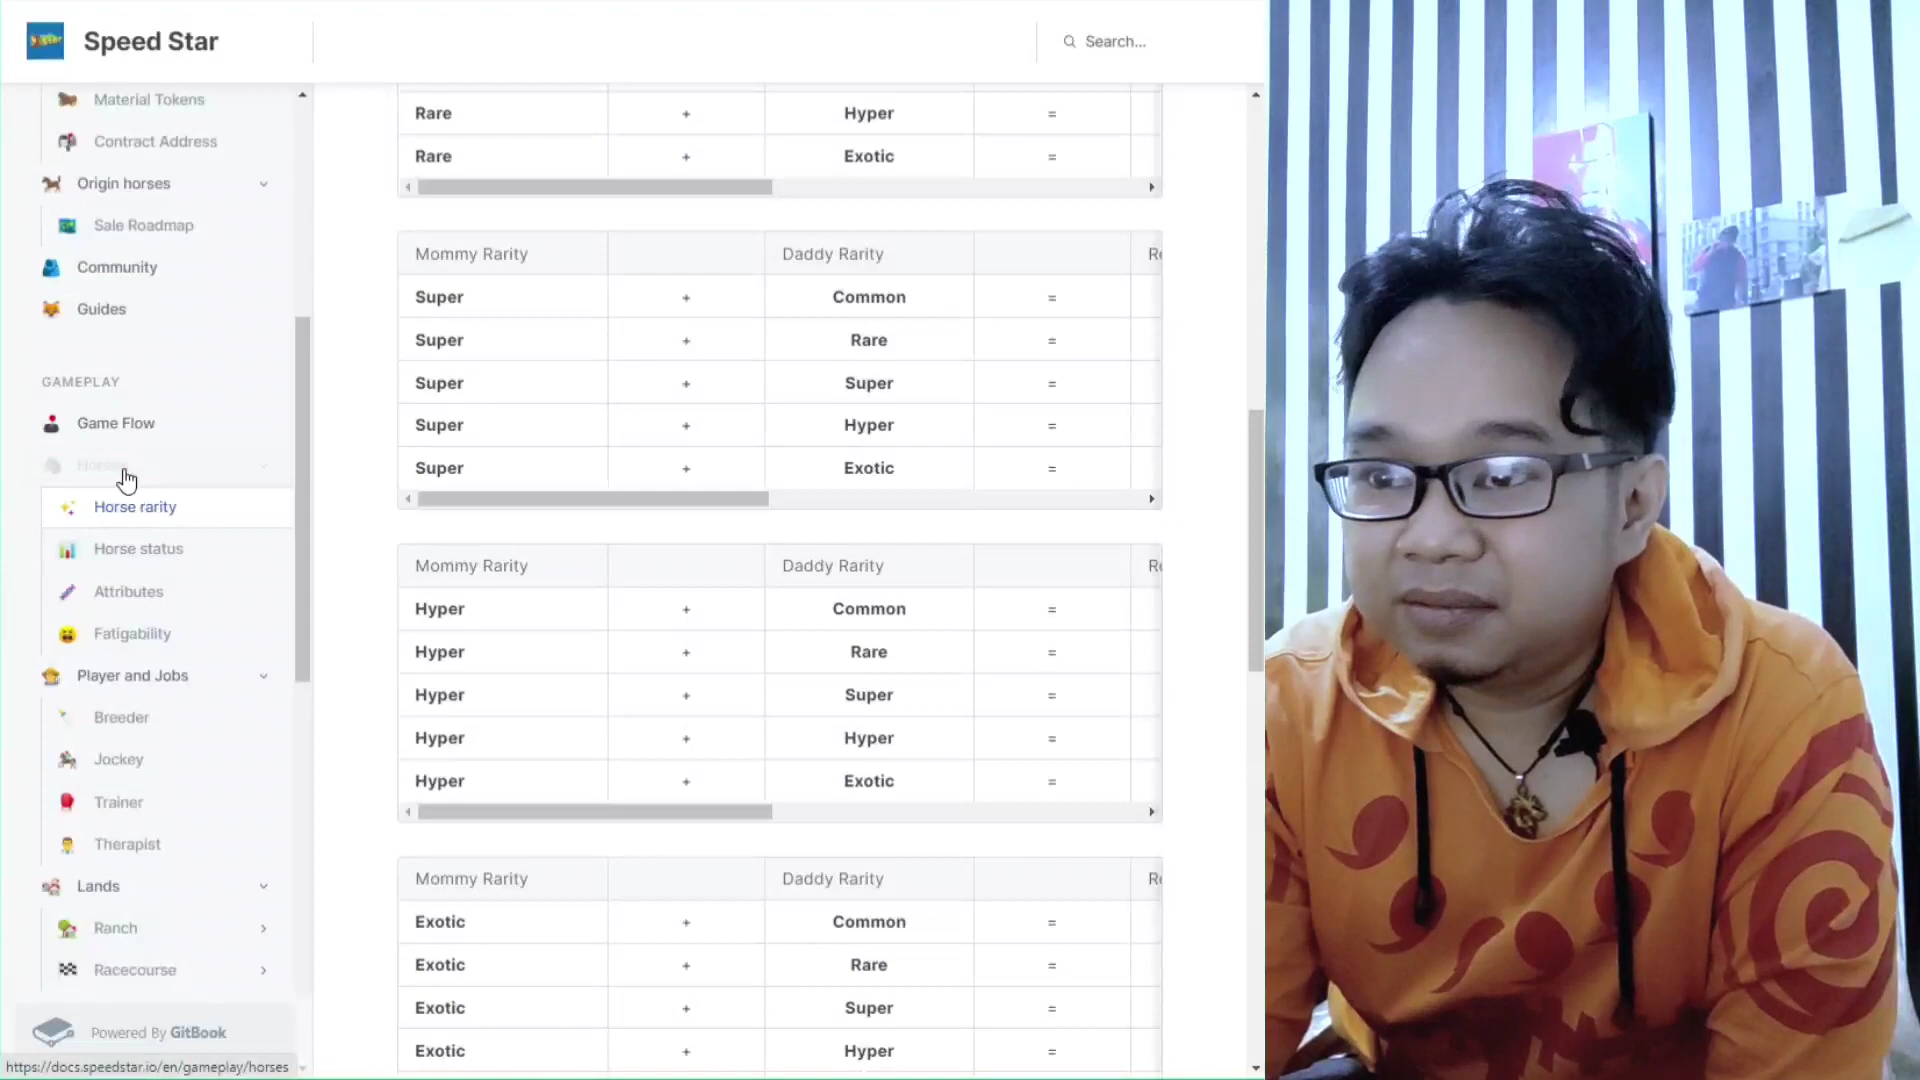 Speed Star
Search...
Material Tokens
Contract Address
Origin horses
Sale Roadmap
Community
Guides
GAMEPLAY
Game Flow
Horse rarity
Horse status
Attributes
Fatigability
Player and Jobs
Breeder
Jockey
Trainer
Therapist
Lands
Ranch
Racecourse
Powered By GitBook
https://docs.speedstar.io/en/gameplay/horses
Rare + Hyper =
Rare + Exotic =
Mommy Rarity Daddy Rarity
Super + Common =
Super + Rare =
Super + Super =
Super + Hyper =
Super + Exotic =
Mommy Rarity Daddy Rarity
Hyper + Common =
Hyper + Rare =
Hyper + Super =
Hyper + Hyper =
Hyper + Exotic =
Mommy Rarity Daddy Rarity
Exotic + Common =
Exotic + Rare =
Exotic + Super =
Exotic + Hyper =